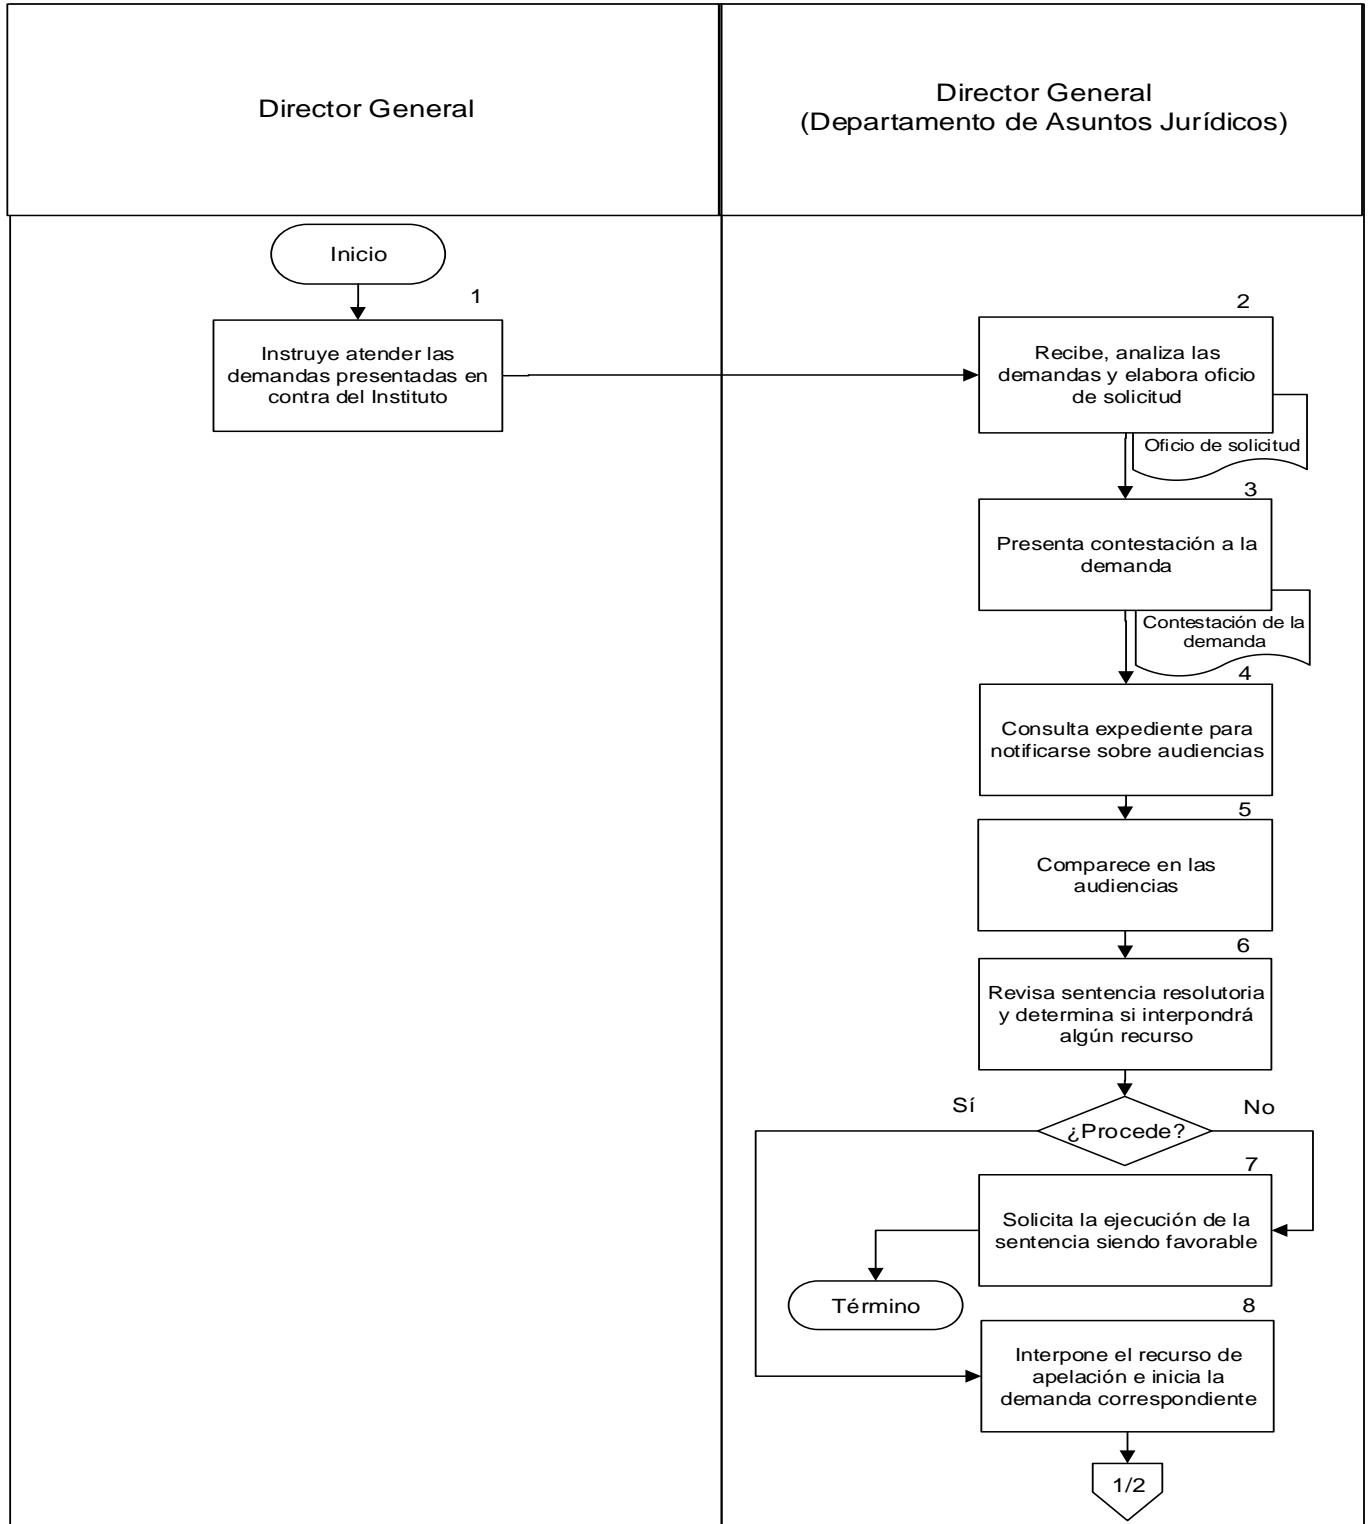 Director General
Director General
(Departamento de Asuntos Jurídicos)
Inicio
1
Instruye atender las
demandas presentadas en
contra del Instituto
2
Recibe, analiza las
demandas y elabora oficio
de solicitud
Oficio de solicitud
3
Presenta contestación a la
demanda
Contestación de la
demanda
4
Consulta expediente para
notificarse sobre audiencias
5
Comparece en las
audiencias
6
Revisa sentencia resolutoria
y determina si interpondrá
algún recurso
Sí
¿Procede?
No
7
Solicita la ejecución de la
sentencia siendo favorable
Término
8
Interpone el recurso de
apelación e inicia la
demanda correspondiente
1/2